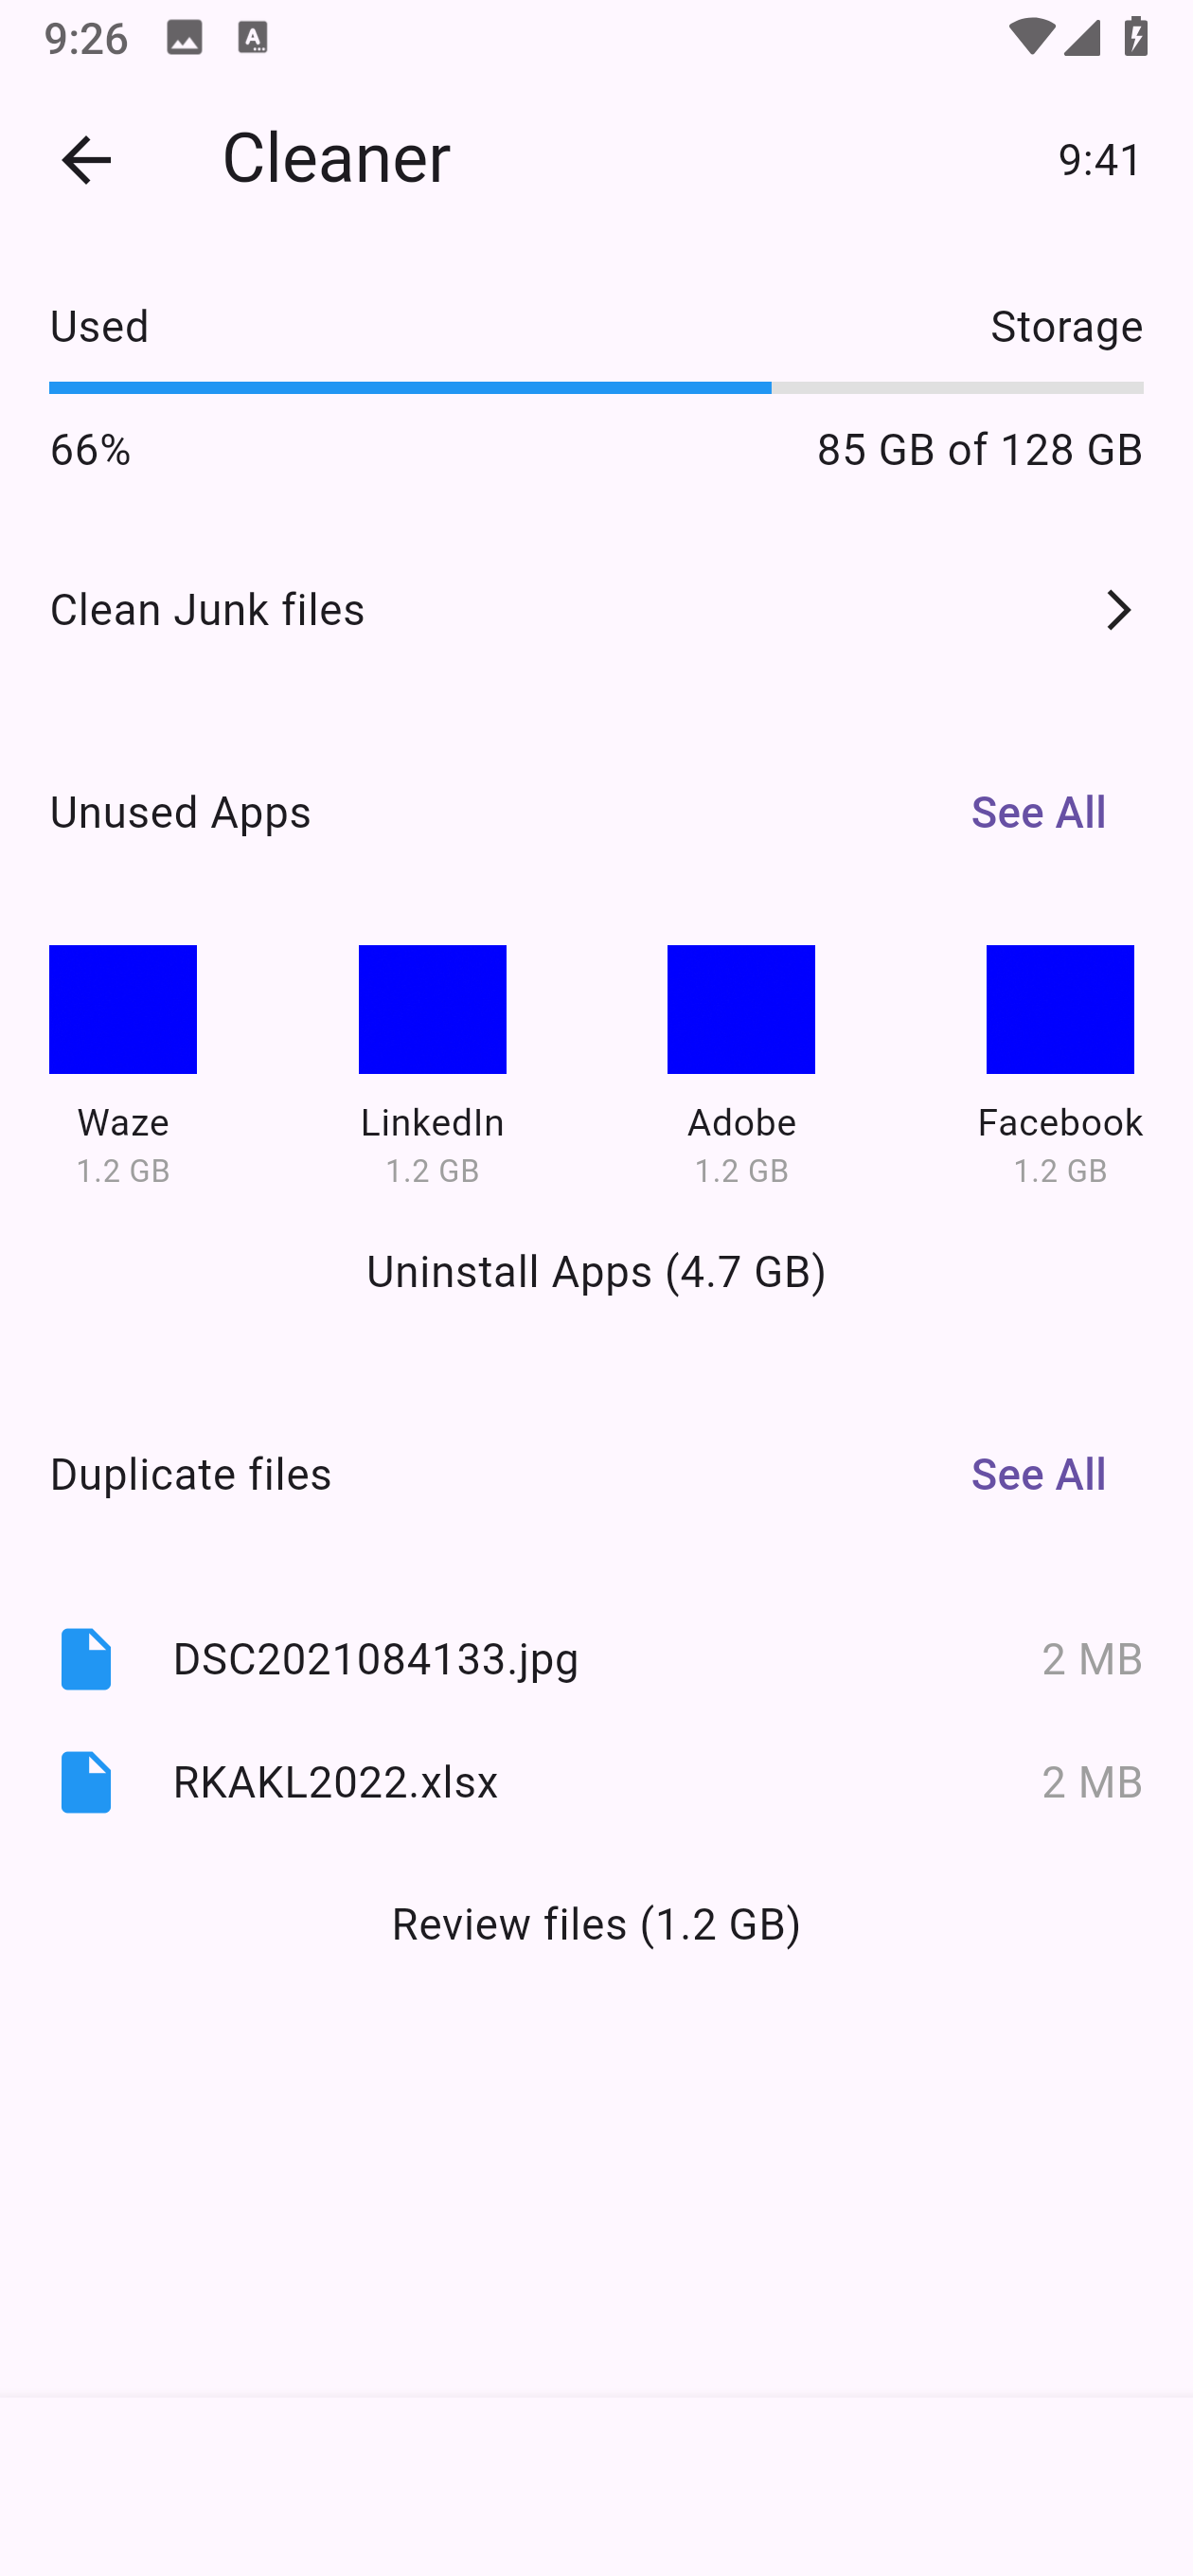 9:26
Cleaner
9:41
Used
Storage
66%
85 GB of 128 GB
Clean Junk files
Unused Apps
See All
Waze
LinkedIn
Adobe
Facebook
1.2 GB
1.2 GB
1.2 GB
1.2 GB
Uninstall Apps (4.7 GB)
Duplicate files
See All
DSC2021084133.jpg
2 MB
RKAKL2022.xlsx
2 MB
Review files (1.2 GB)